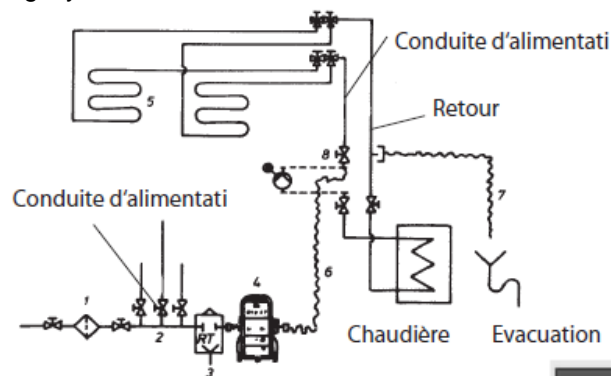 Conduite d'alimentati
Retour
5
8
7
Conduite d'alimentati
6
4
1
2
RT
3
Chaudière
Evacuation